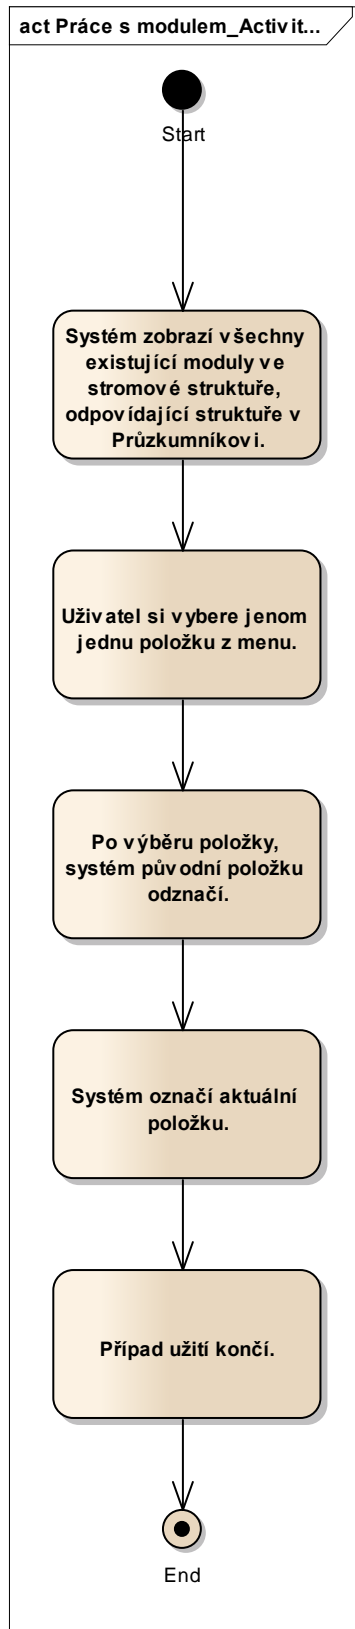 act Práce s modulem_Activit...
Start
Systém zobrazí všechny
existující moduly ve
stromové struktuře,
odpovídající struktuře v
Průzkumníkovi.
Uživatel si vybere jenom
jednu položku z menu.
Po výběru položky,
systém původní položku
odznačí.
Systém označí aktuální
položku.
Případ užití končí.
End